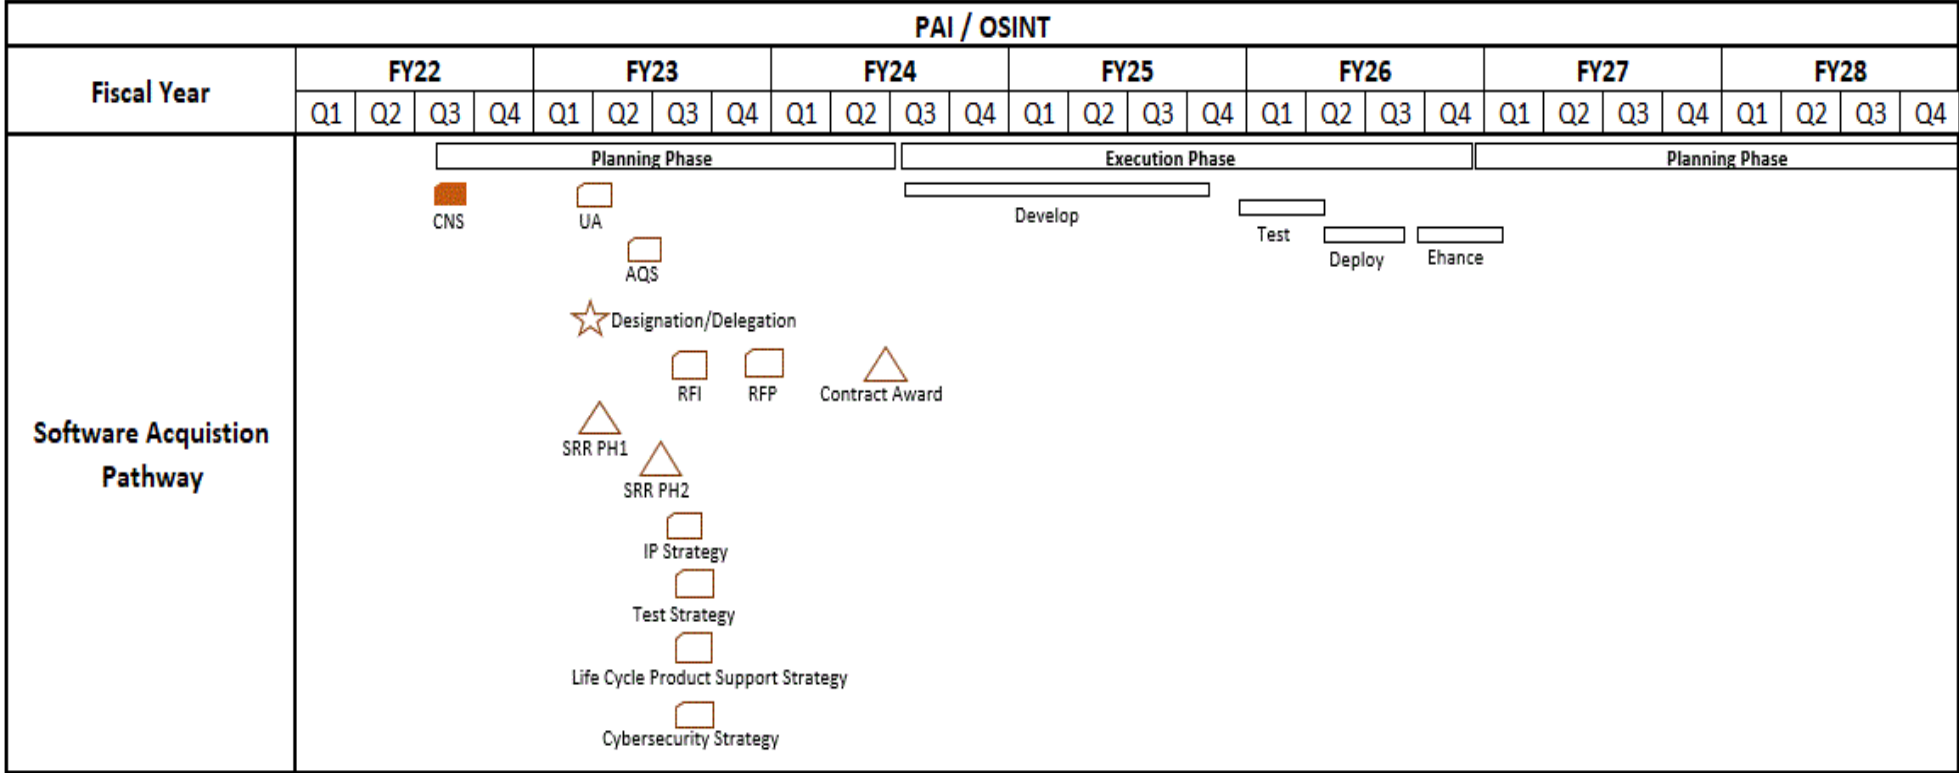 PAI / OSINT
Fiscal Year
FY22 FY23 FY24 FY25 FY26 FY27 FY28
Q1 Q2 Q3 Q4 Q1 Q2 Q3 Q4 Q1 Q2 Q3 Q4 Q1 Q2 Q3 Q4 Q1 Q2 Q3 Q4 Q1 Q2 Q3 Q4 Q1 Q2 Q3 Q4
Software Acquistion
Pathway
Planning Phase Execution Phase Planning Phase
CNS UA Develop
Test
Deploy Ehance
AQS
Designation/Delegation
RFI RFP Contract Award
SRR PH1
SRR PH2
IP Strategy
Test Strategy
Life Cycle Product Support Strategy
Cybersecurity Strategy